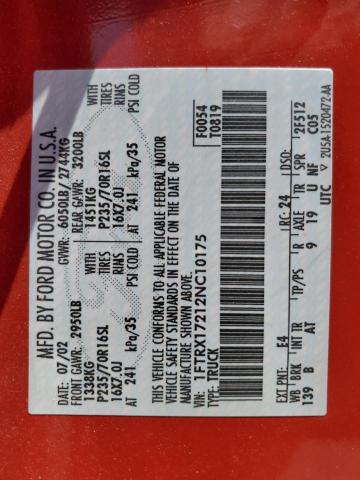 MFD. BY FORD MOTOR CO. IN U.S.A.
DATE: 07/02 GVWR: 6050LB/ 2744KG
FRONT GAWR: 2950LB REAR GAWR: 3200LB
1338KG 1451KG
P235/70R16SL P235/70R16SL TIRES
16X7.0J 16X7.0J RIMS
AT 241 kPa/35 PSI COLD AT 241 kPa/35 PSI COLD
THIS VEHICLE CONFORMS TO ALL APPLICABLE FEDERAL MOTOR
VEHICLE SAFETY STANDARDS IN EFFECT ON THE DATE OF
MANUFACTURE SHOWN ABOVE.
VIN: 1FTRX17212NC10175
TYPE: TRUCK
F0054
T0819
EXT PNT: E4 RC: 24 DSO:
WB BRK INT TR TP/PS R AXLE TR SPR 2F512
139 B AT 9 19 U NF C05
UTC 2U5A-1520472-AA